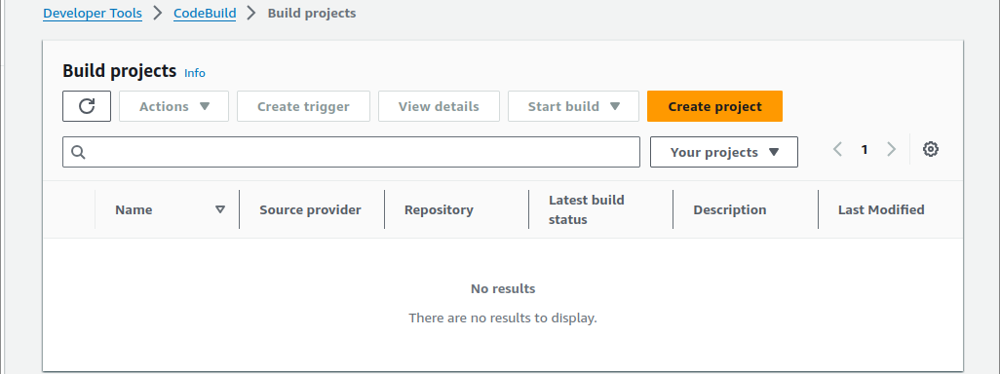 Developer Tools > CodeBuild > Build projects
Build projects Info
Actions Create trigger View details Start build Create project
Your projects 1
Name Source provider Repository Latest build status Description Last Modified
No results
There are no results to display.